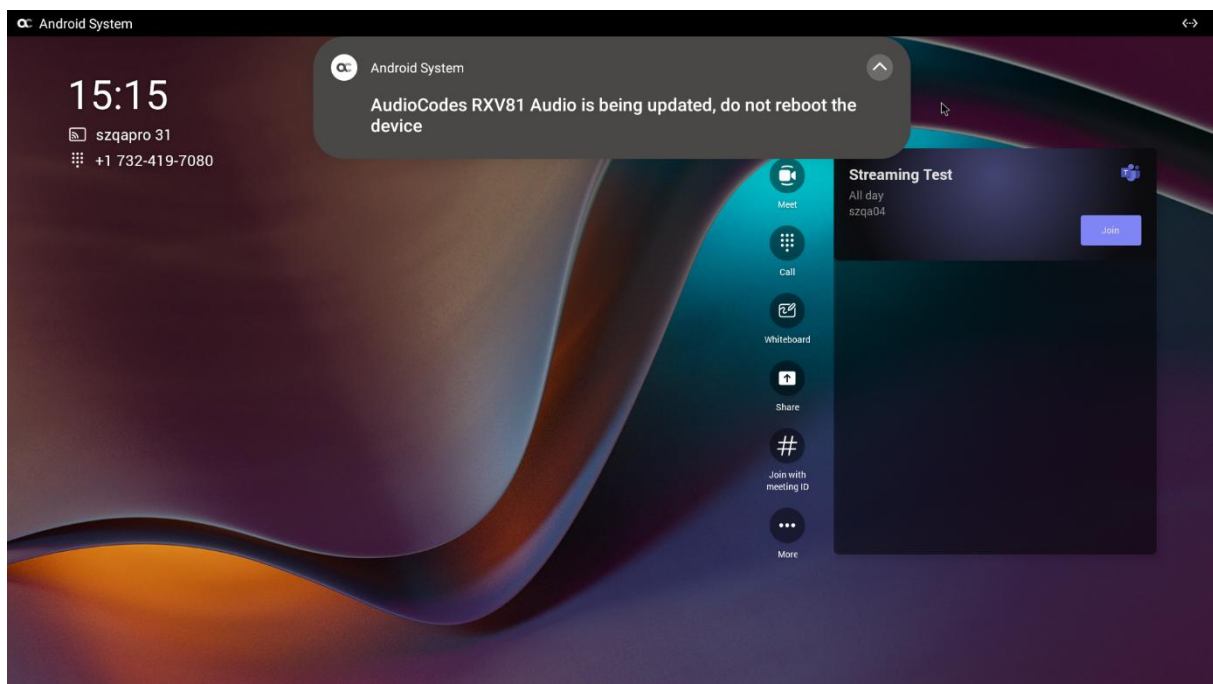 Android System
15:15
szqapro 31
+1 732-419-7080
Android System
AudioCodes RXV81 Audio is being updated, do not reboot the
device
Meet
Call
Whiteboard
Share
Join with
meeting ID
More
Streaming Test
All day
szqa04
Join